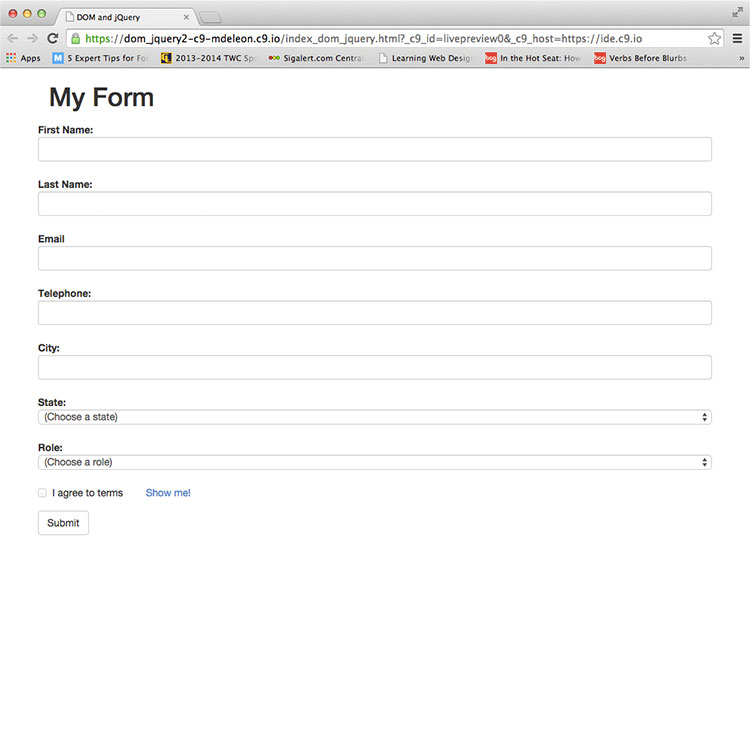 DOM and jQuery
https://dom_jquery2-c9-mdeleon.c9.io/index_dom_jquery.html?_c9_id=livepreview0&_c9_host=https://ide.c9.io
Apps 5 Expert Tips for Fol 2013-2014 TWC Spo Sigalert.com Central Learning Web Design In the Hot Seat: How Verbs Before Blurbs »
My Form
First Name:
Last Name:
Email
Telephone:
City:
State:
(Choose a state)
Role:
(Choose a role)
I agree to terms Show me!
Submit